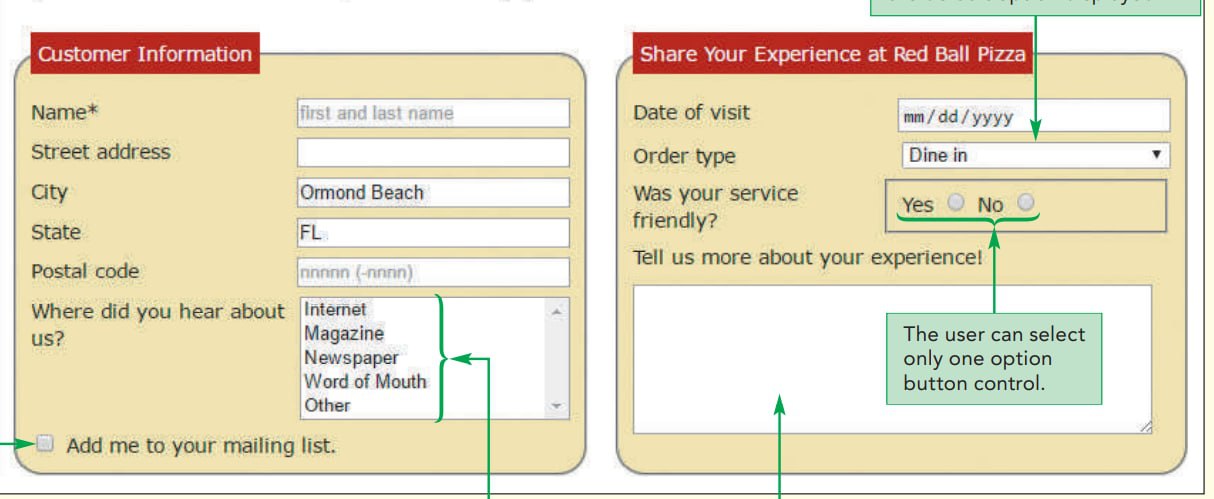 Customer Information
Name*
first and last name
Street address
City
Ormond Beach
State
FL
Postal code
nnnnn (-nnnn)
Where did you hear about
us?
Internet
Magazine
Newspaper
Word of Mouth
Other
Add me to your mailing list.
Share Your Experience at Red Ball Pizza
Date of visit
mm/dd/yyyy
Order type
Dine in
Was your service
friendly?
Yes No
Tell us more about your experience!
The user can select
only one option
button control.